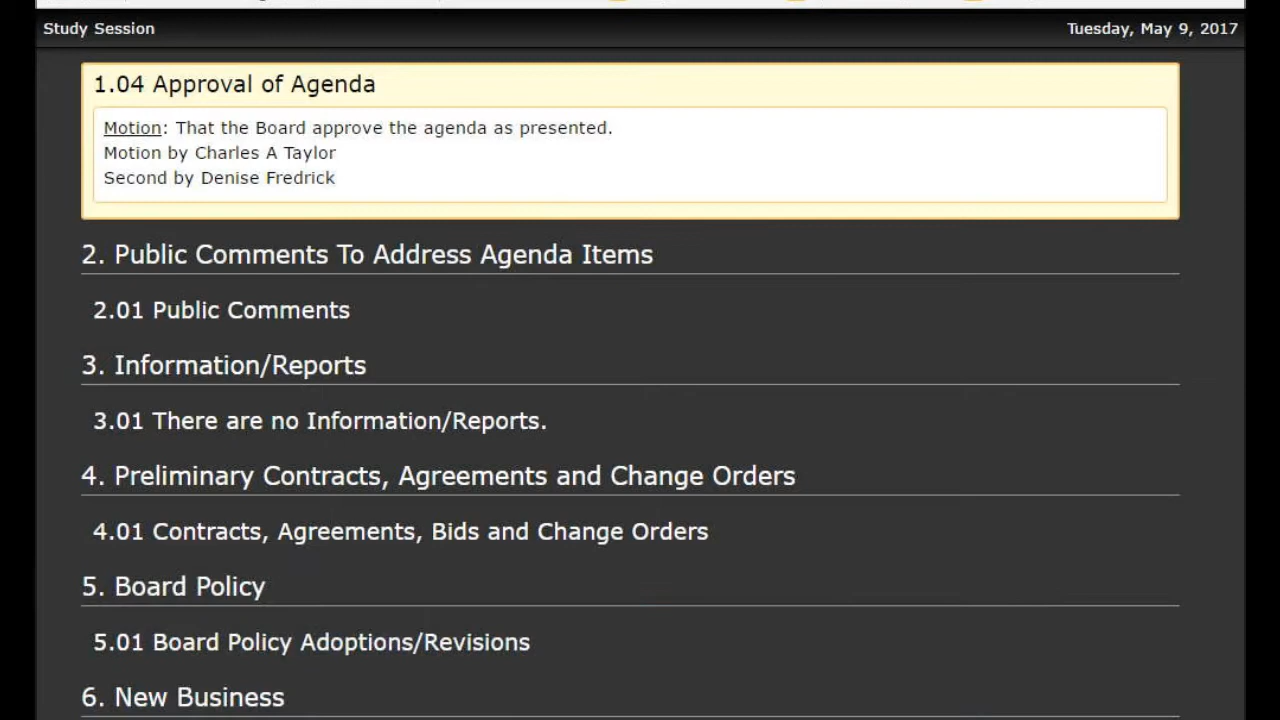 Study Session
Tuesday, May 9, 2017
1.04 Approval of Agenda
Motion: That the Board approve the agenda as presented.
Motion by Charles A Taylor
Second by Denise Fredrick
2. Public Comments To Address Agenda Items
2.01 Public Comments
3. Information/Reports
3.01 There are no Information/Reports.
4. Preliminary Contracts, Agreements and Change Orders
4.01 Contracts, Agreements, Bids and Change Orders
5. Board Policy
5.01 Board Policy Adoptions/Revisions
6. New Business